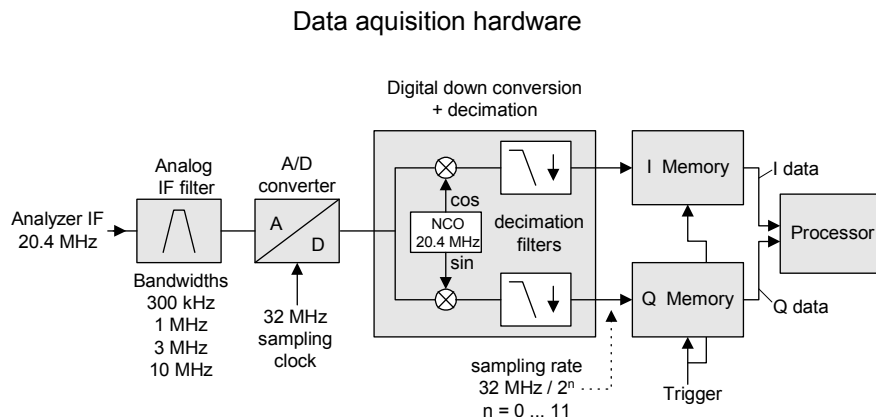 Data aquisition hardware
Digital down conversion
+ decimation
Analog
IF filter
A/D
converter
Analyzer IF
20.4 MHz
A
D
cos
NCO
20.4 MHz
sin
decimation
filters
I Memory
I data
Processor
Q Memory
Q data
Bandwidths
300 kHz
1 MHz
3 MHz
10 MHz
32 MHz
sampling
clock
sampling rate
32 MHz / 2ⁿ
n = 0 ... 11
Trigger